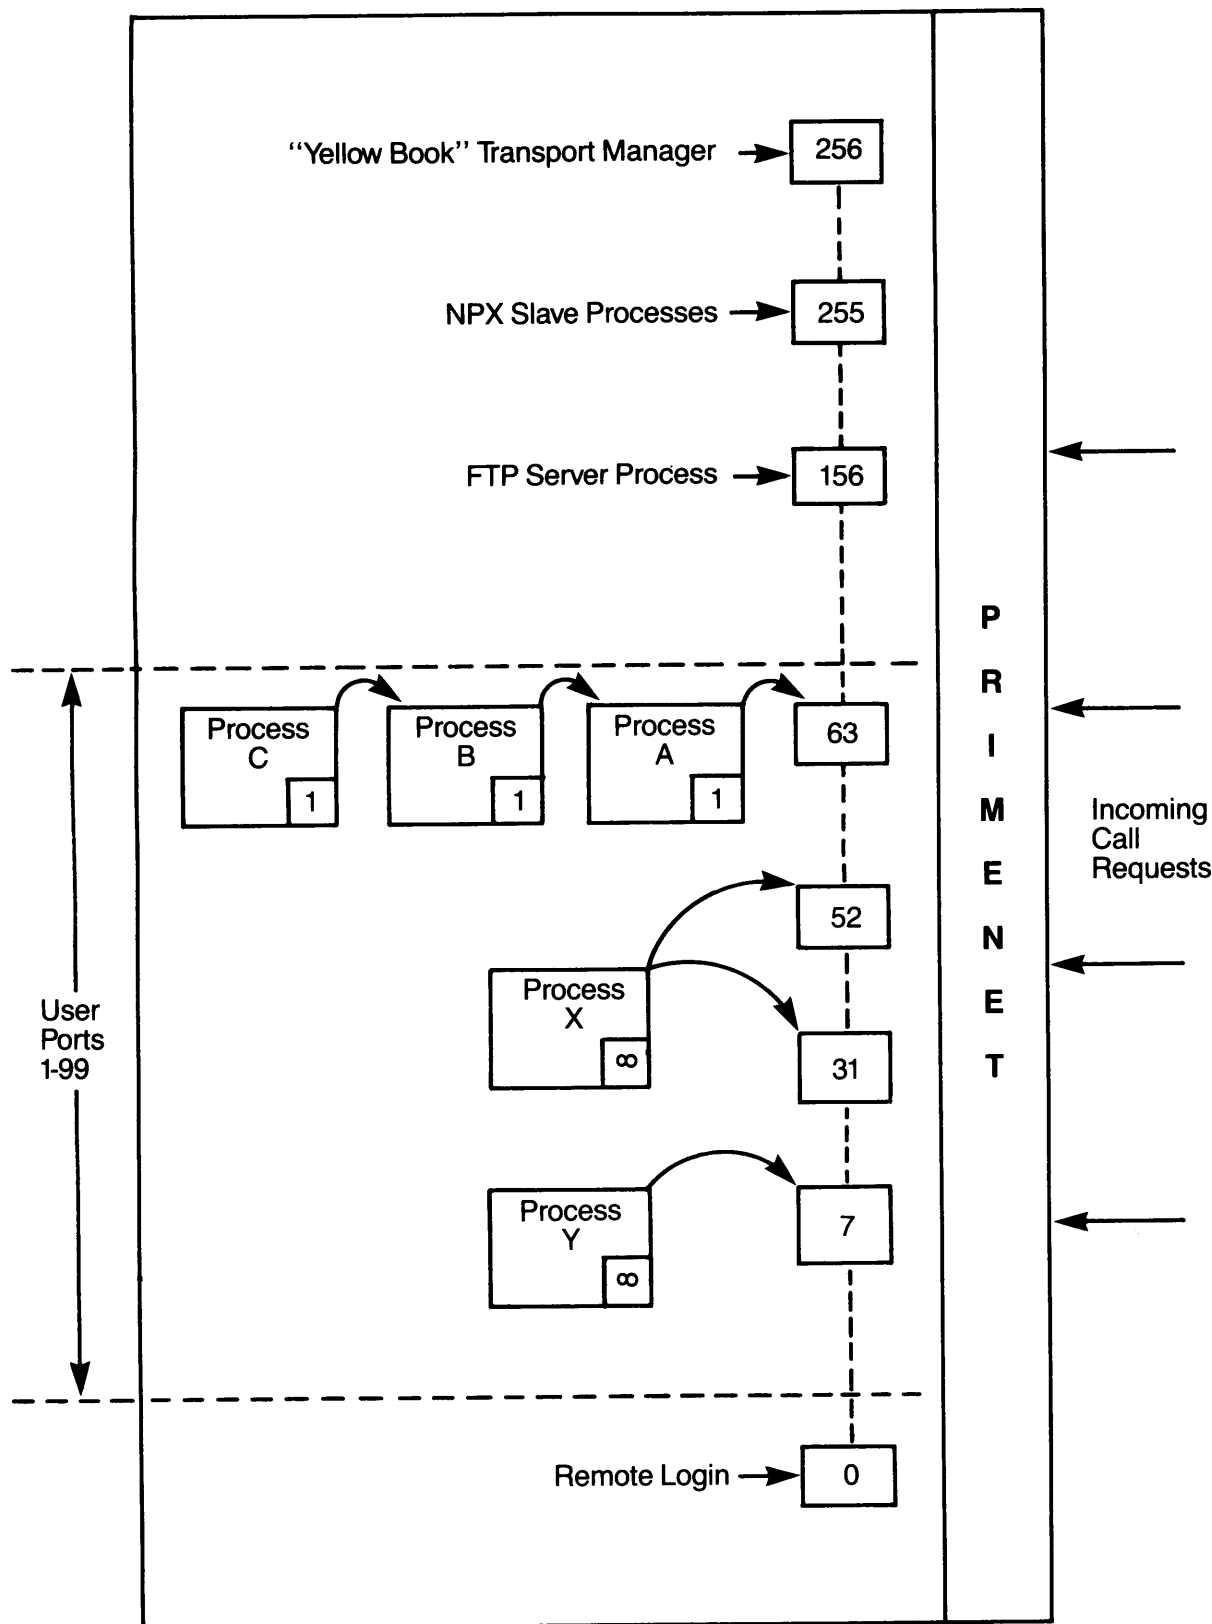 “Yellow Book” Transport Manager
256
NPX Slave Processes
255
FTP Server Process
156
Process
C
1
Process
B
1
Process
A
1
63
52
Process
X
∞
31
Process
Y
∞
7
User
Ports
1-99
Remote Login
0
P
R
I
M
E
N
E
T
Incoming
Call
Requests